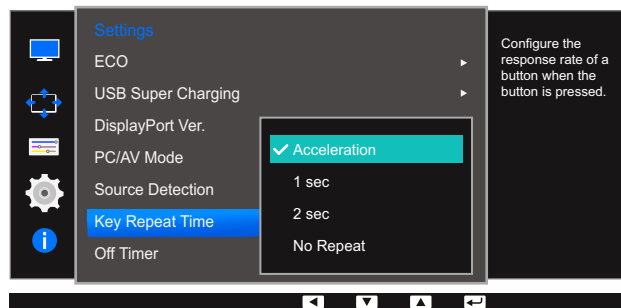 Settings
ECO
USB Super Charging
DisplayPort Ver.
PC/AV Mode
Source Detection
Key Repeat Time
Off Timer
Acceleration
1 sec
2 sec
No Repeat
Configure the
response rate of a
button when the
button is pressed.